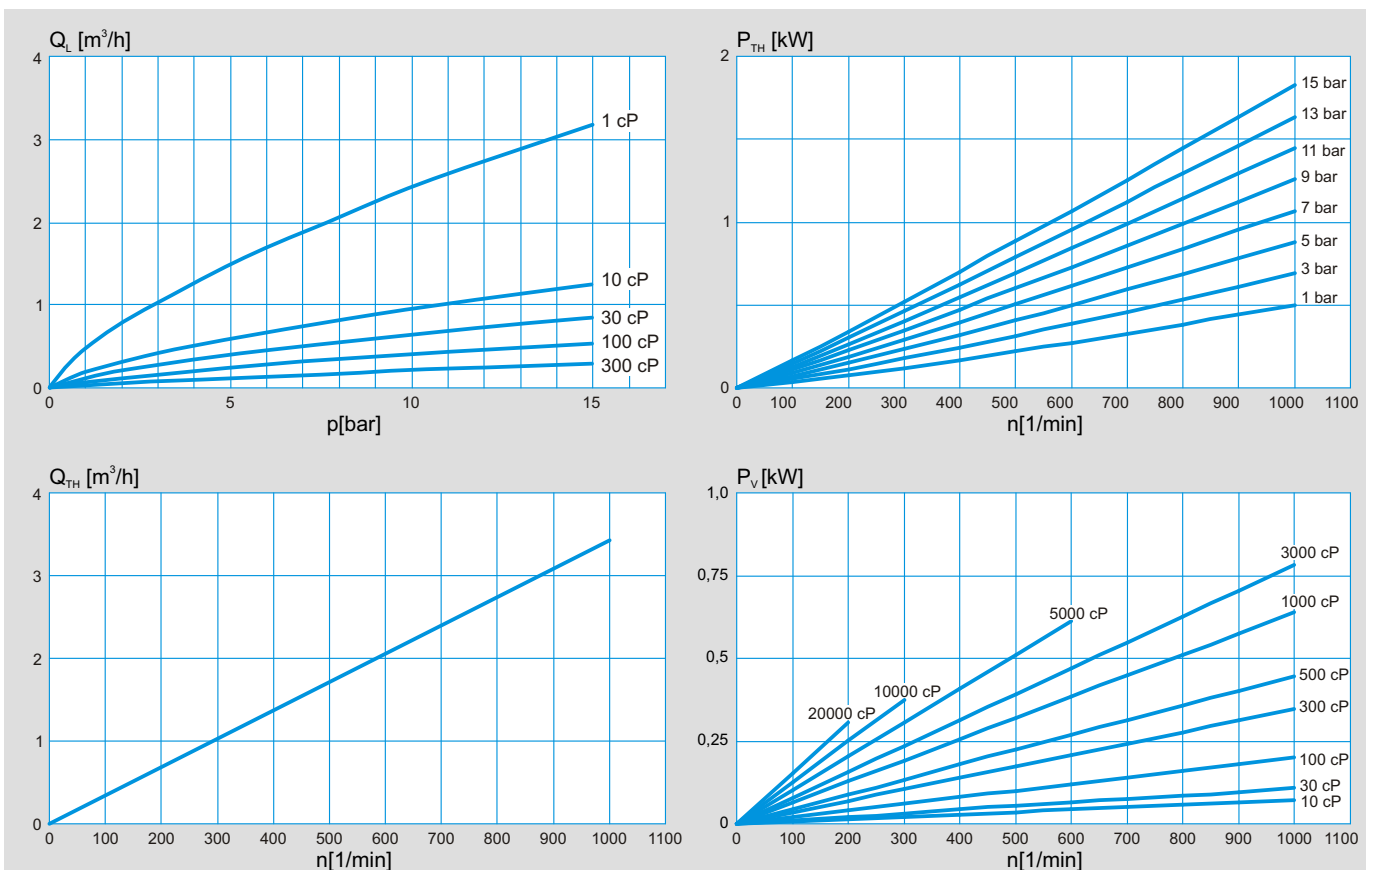 Q_L [m³/h]
4
3
2
1
0
1 cP
10 cP
30 cP
100 cP
300 cP
0 5 10 15
p[bar]
P_TH [kW]
2
1
0
15 bar
13 bar
11 bar
9 bar
7 bar
5 bar
3 bar
1 bar
0 100 200 300 400 500 600 700 800 900 1000 1100
n[1/min]
Q_TH [m³/h]
4
3
2
1
0
0 100 200 300 400 500 600 700 800 900 1000 1100
n[1/min]
P_V [kW]
1,0
0,75
0,5
0,25
0
3000 cP
1000 cP
5000 cP
500 cP
10000 cP
300 cP
20000 cP
100 cP
30 cP
10 cP
0 100 200 300 400 500 600 700 800 900 1000 1100
n[1/min]